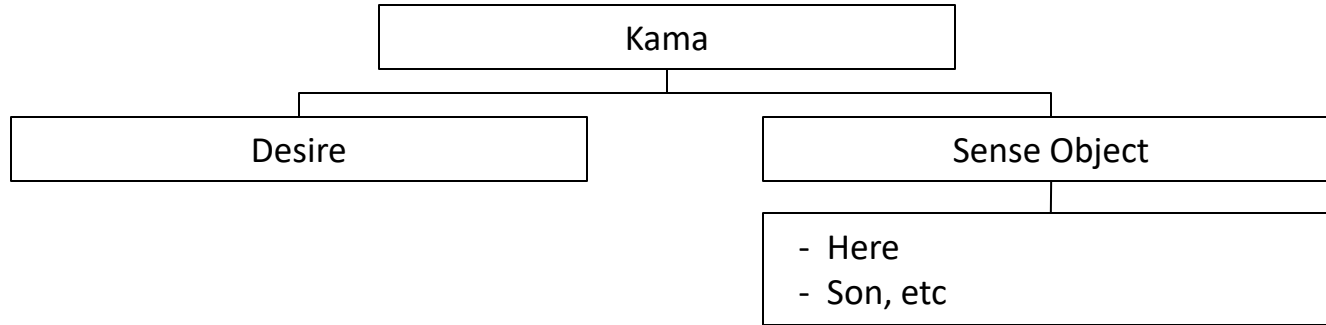 Kama
Desire
Sense Object
- Here
- Son, etc